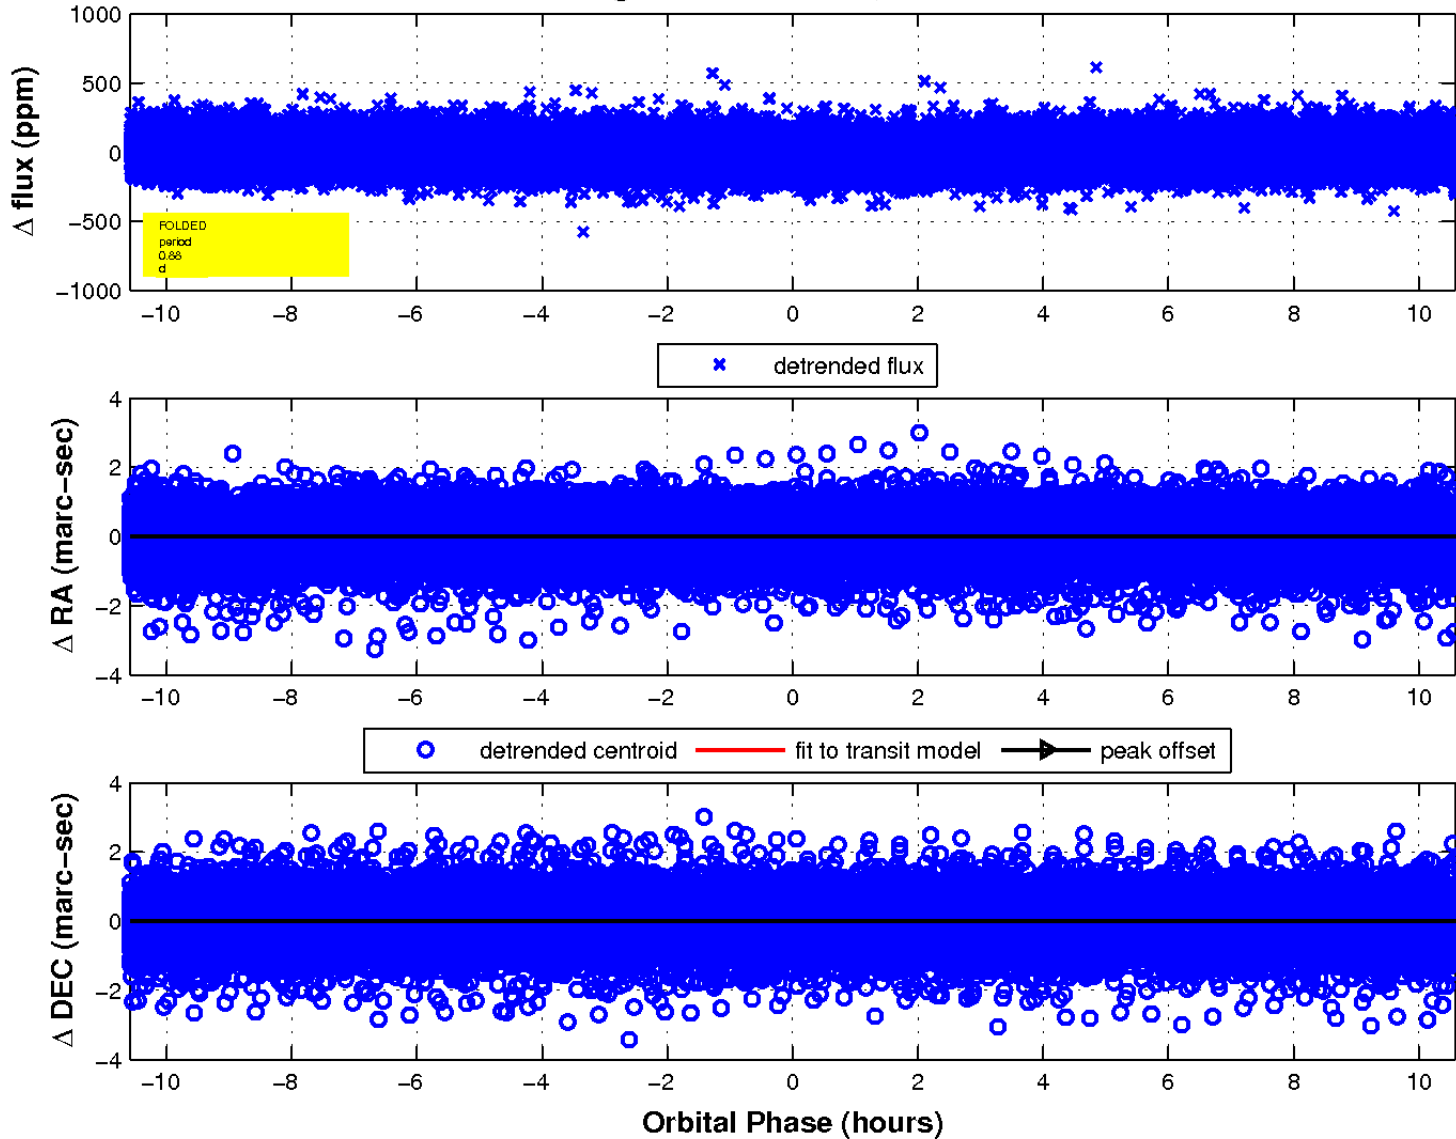 1000
500
0
−500
−1000
Δ flux (ppm)
FOLDED
period
0.88
d
−10 −8 −6 −4 −2 0 2 4 6 8 10
detrended flux
4
2
0
−2
−4
Δ RA (marc−sec)
−10 −8 −6 −4 −2 0 2 4 6 8 10
detrended centroid fit to transit model peak offset
4
2
0
−2
−4
Δ DEC (marc−sec)
−10 −8 −6 −4 −2 0 2 4 6 8 10
Orbital Phase (hours)